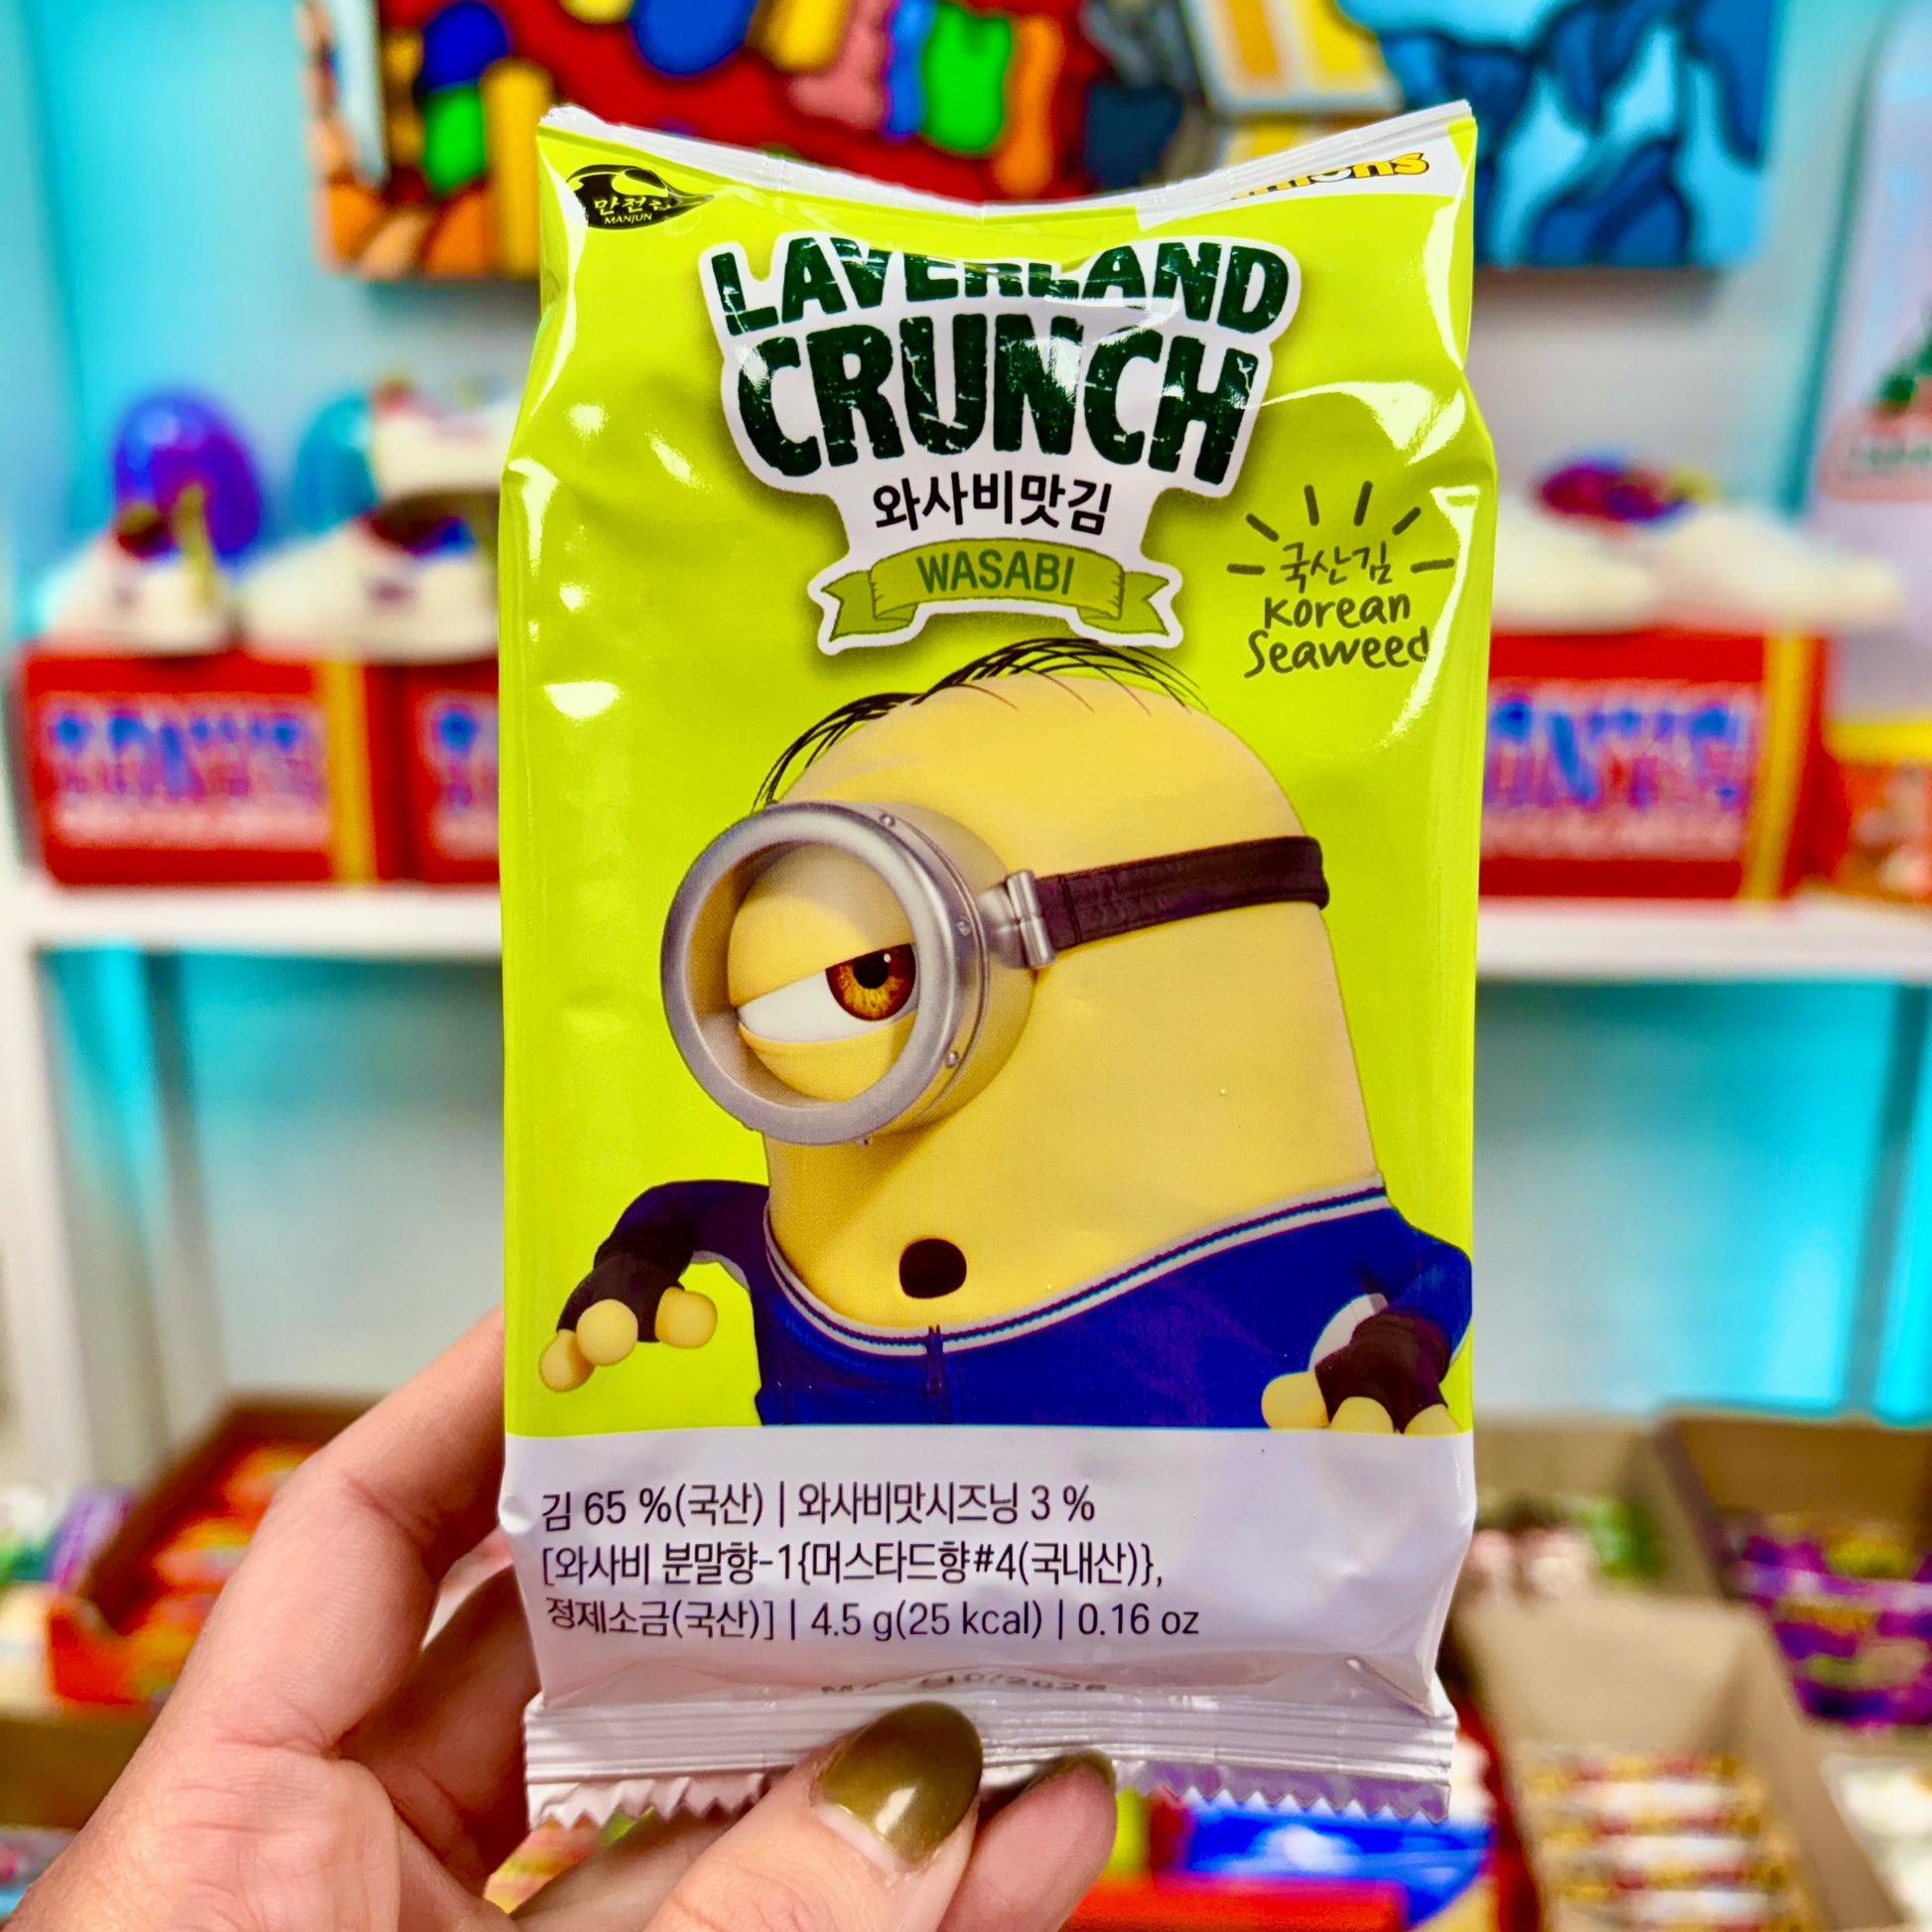 만전김
MANJUN
LAVERLAND
CRUNCH
와사비맛김
WASABI
국산김
Korean
Seaweed
김 65 %(국산) | 와사비맛시즈닝 3 %
[와사비 분말향-1{머스타드향#4(국내산)},
정제소금(국산)] | 4.5 g(25 kcal) | 0.16 oz